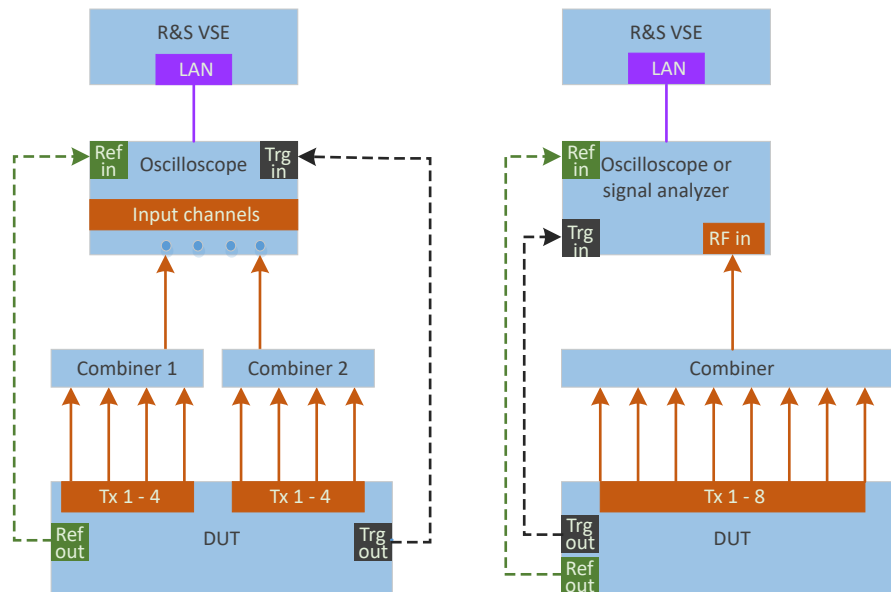 R&S VSE
LAN
Ref
in
Oscilloscope
Trg
in
Input channels
Combiner 1
Combiner 2
Tx 1 - 4
Tx 1 - 4
Ref
out
DUT
Trg
out
R&S VSE
LAN
Ref
in
Oscilloscope or
signal analyzer
Trg
in
RF in
Combiner
Tx 1 - 8
Trg
out
DUT
Ref
out